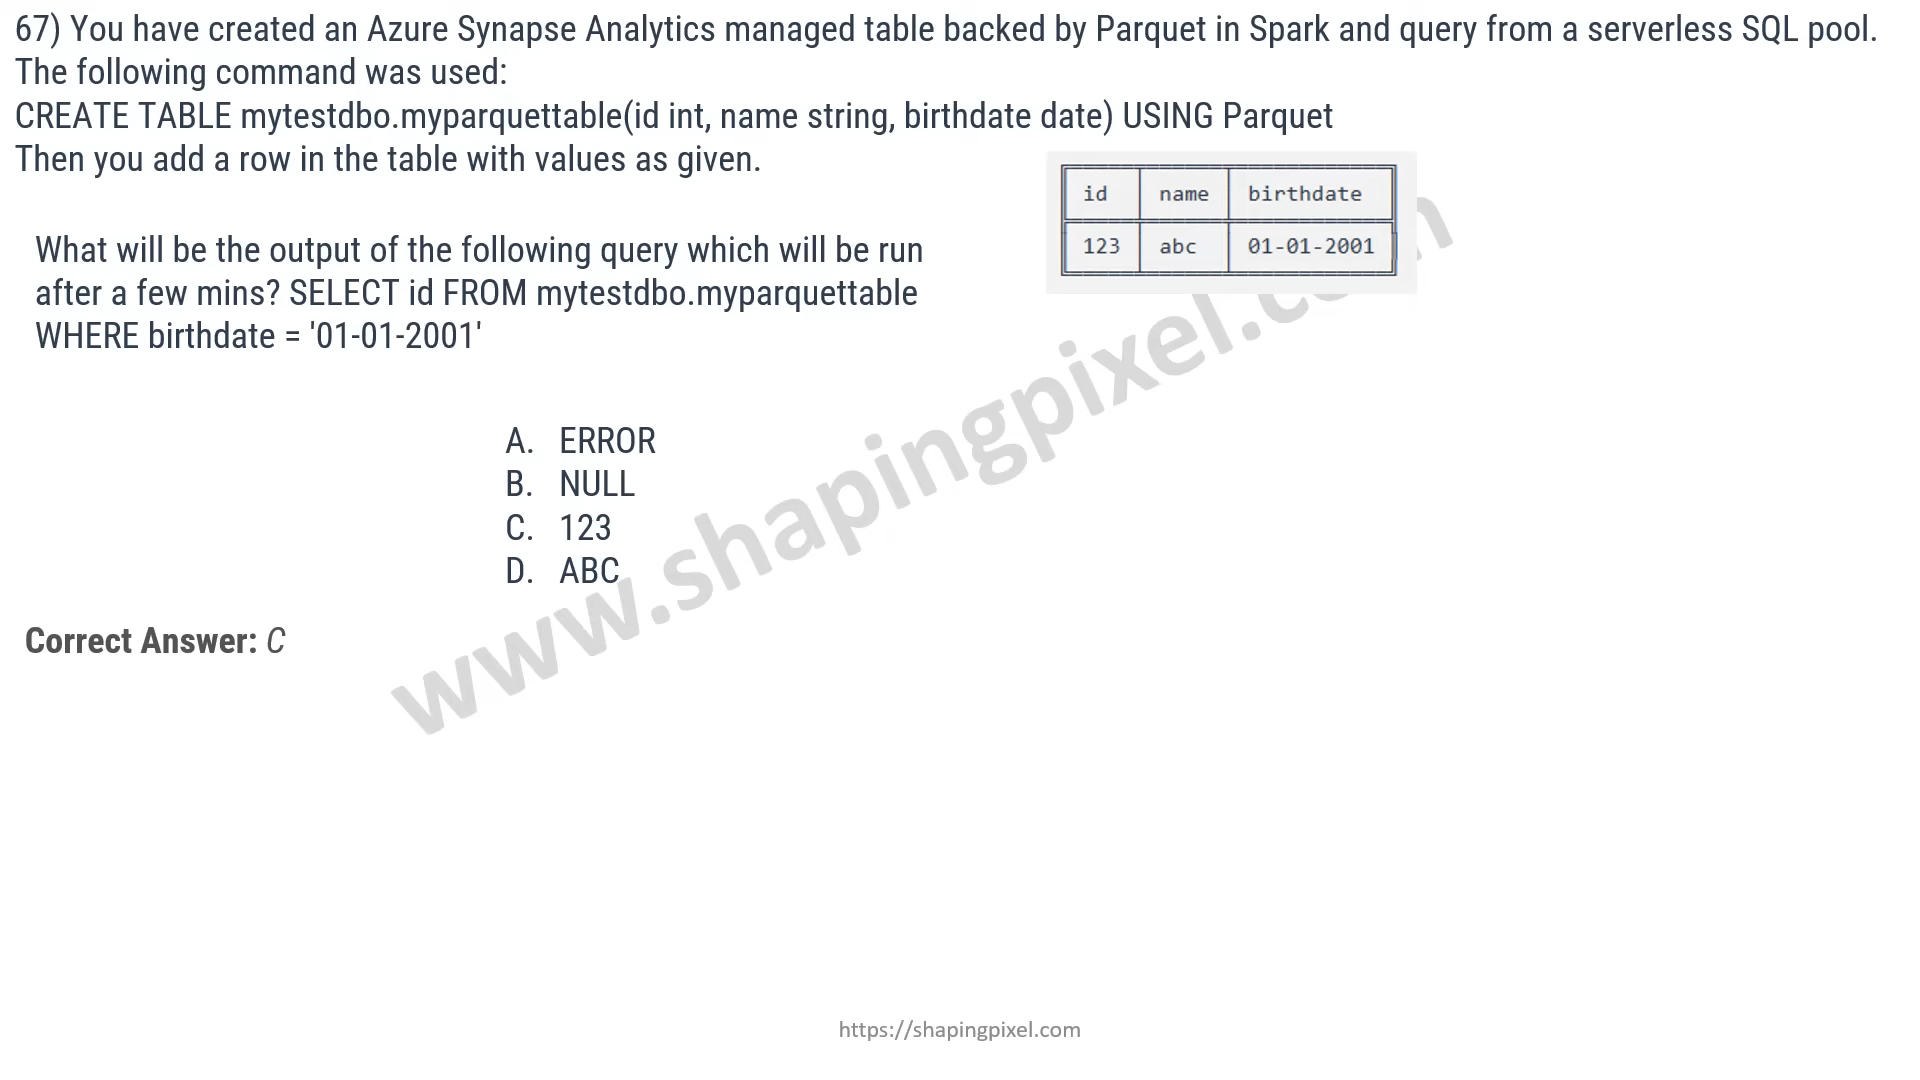 67) You have created an Azure Synapse Analytics managed table backed by Parquet in Spark and query from a serverless SQL pool.
The following command was used:
CREATE TABLE mytestdbo.myparquettable(id int, name string, birthdate date) USING Parquet
Then you add a row in the table with values as given.
id name birthdate
123 abc 01-01-2001
What will be the output of the following query which will be run
after a few mins? SELECT id FROM mytestdbo.myparquettable
WHERE birthdate = '01-01-2001'
A. ERROR
B. NULL
C. 123
D. ABC
Correct Answer: C
www.shapingpixel.com
https://shapingpixel.com